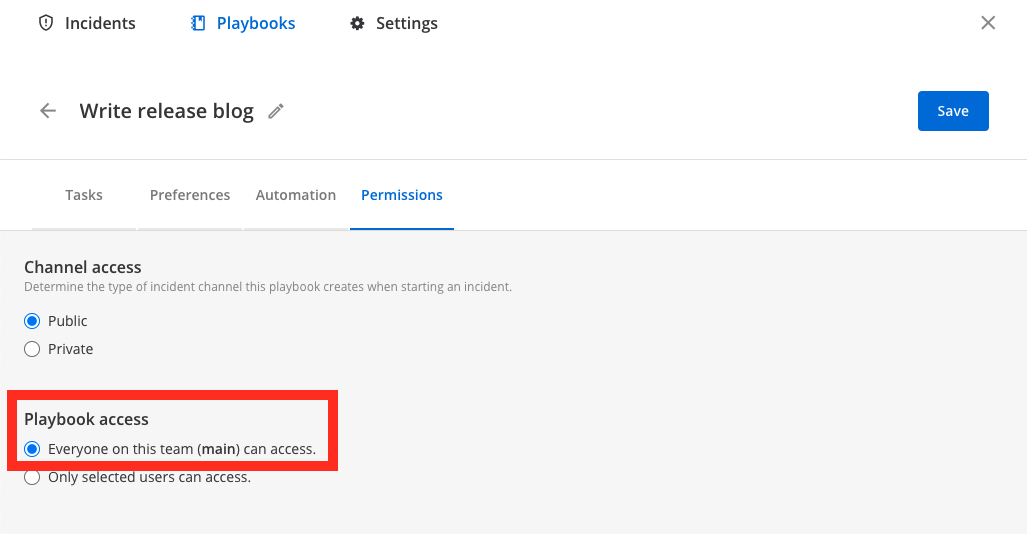 Incidents Playbooks Settings
Write release blog
Save
Tasks Preferences Automation Permissions
Channel access
Determine the type of incident channel this playbook creates when starting an incident.
Public
Private
Playbook access
Everyone on this team (main) can access.
Only selected users can access.